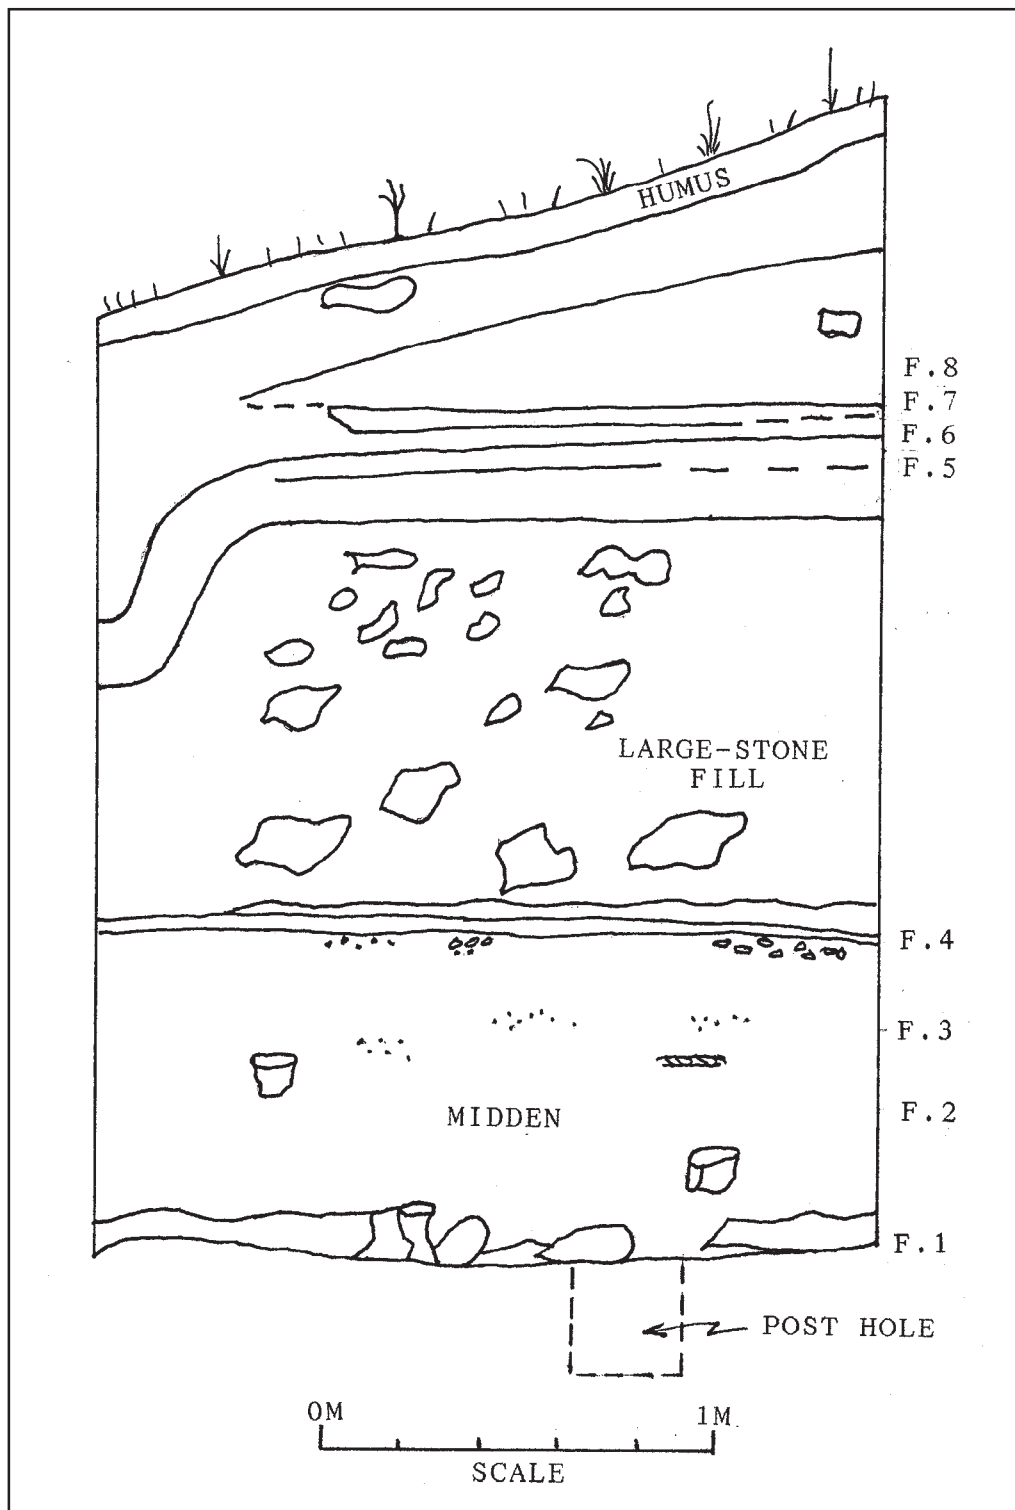 HUMUS
F.8
F.7
F.6
F.5
LARGE-STONE
FILL
F.4
F.3
F.2
MIDDEN
F.1
POST HOLE
0M 1M
SCALE